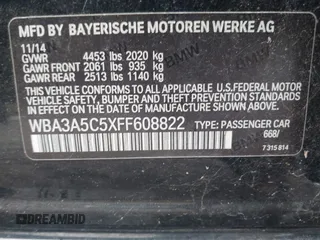 MFD BY BAYERISCHE MOTOREN WERKE AG
11/14
GVWR 4453 lbs 2020 kg
GAWR FRONT 2061 lbs 935 kg
GAWR REAR 2513 lbs 1140 kg
THIS VEHICLE CONFORMS TO ALL APPLICABLE U.S. FEDERAL MOTOR
VEHICLE SAFETY, BUMPER, AND THEFT PREVENTION STANDARDS IN
EFFECT ON THE DATE OF MANUFACTURE SHOWN ABOVE.
WBA3A5C5XFF608822 TYPE: PASSENGER CAR
668/
7 315 814
DREAMBID